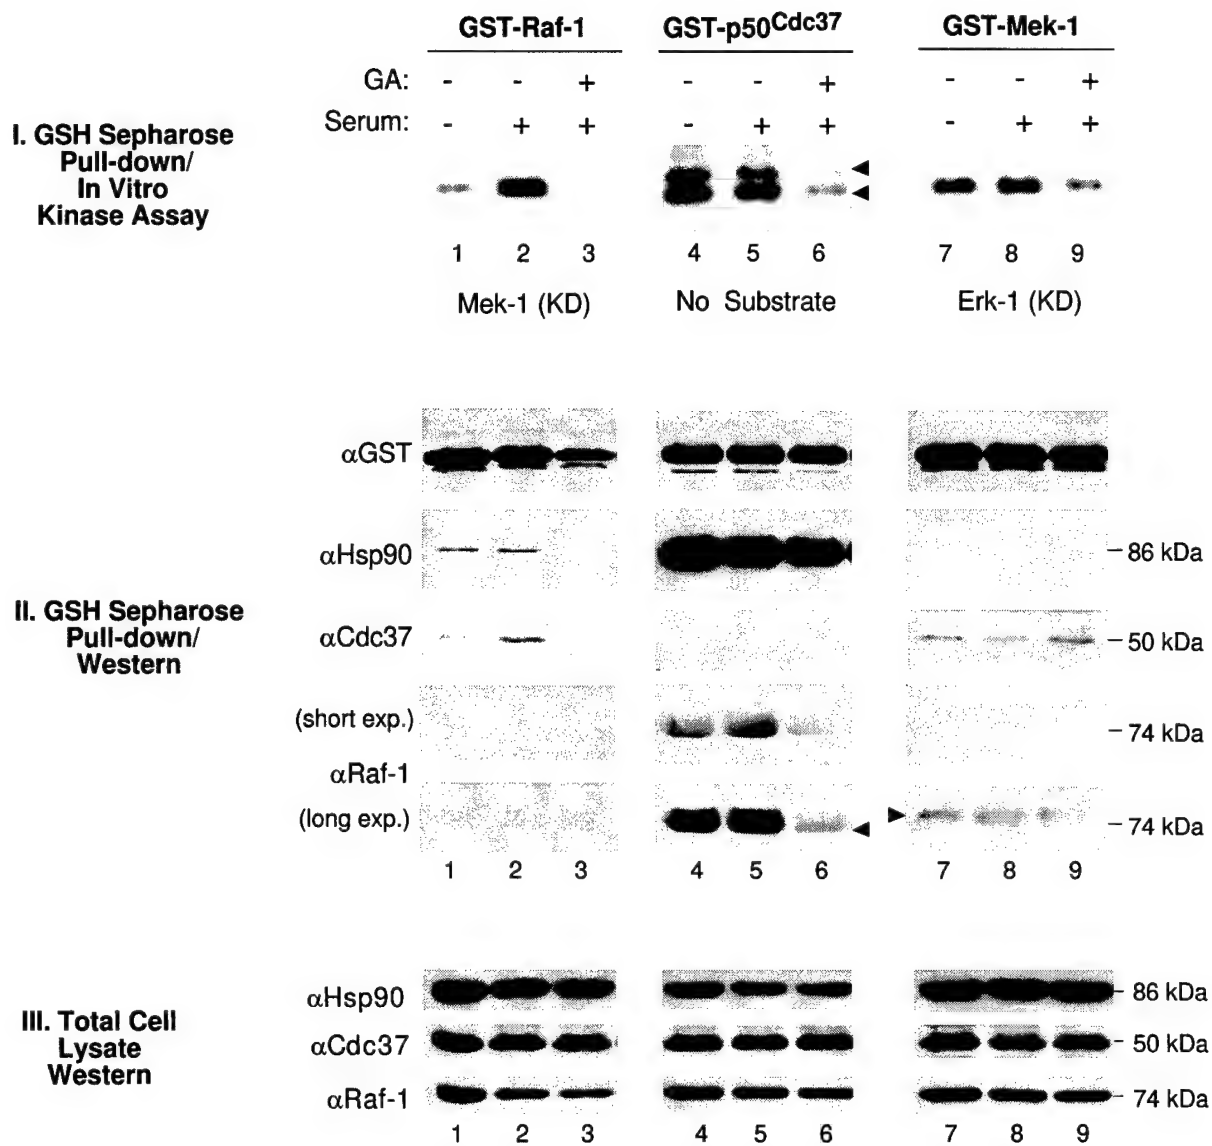 GST-Raf-1 GST-p50Cdc37 GST-Mek-1
GA: - - + - - + - - +
Serum: - + + - + + - + +
I. GSH Sepharose
Pull-down/
In Vitro
Kinase Assay
1 2 3 4 5 6 7 8 9
Mek-1 (KD) No Substrate Erk-1 (KD)
αGST
αHsp90 86 kDa
II. GSH Sepharose
Pull-down/
Western
αCdc37 50 kDa
(short exp.) 74 kDa
αRaf-1
(long exp.) 74 kDa
1 2 3 4 5 6 7 8 9
III. Total Cell
Lysate
Western
αHsp90 86 kDa
αCdc37 50 kDa
αRaf-1 74 kDa
1 2 3 4 5 6 7 8 9